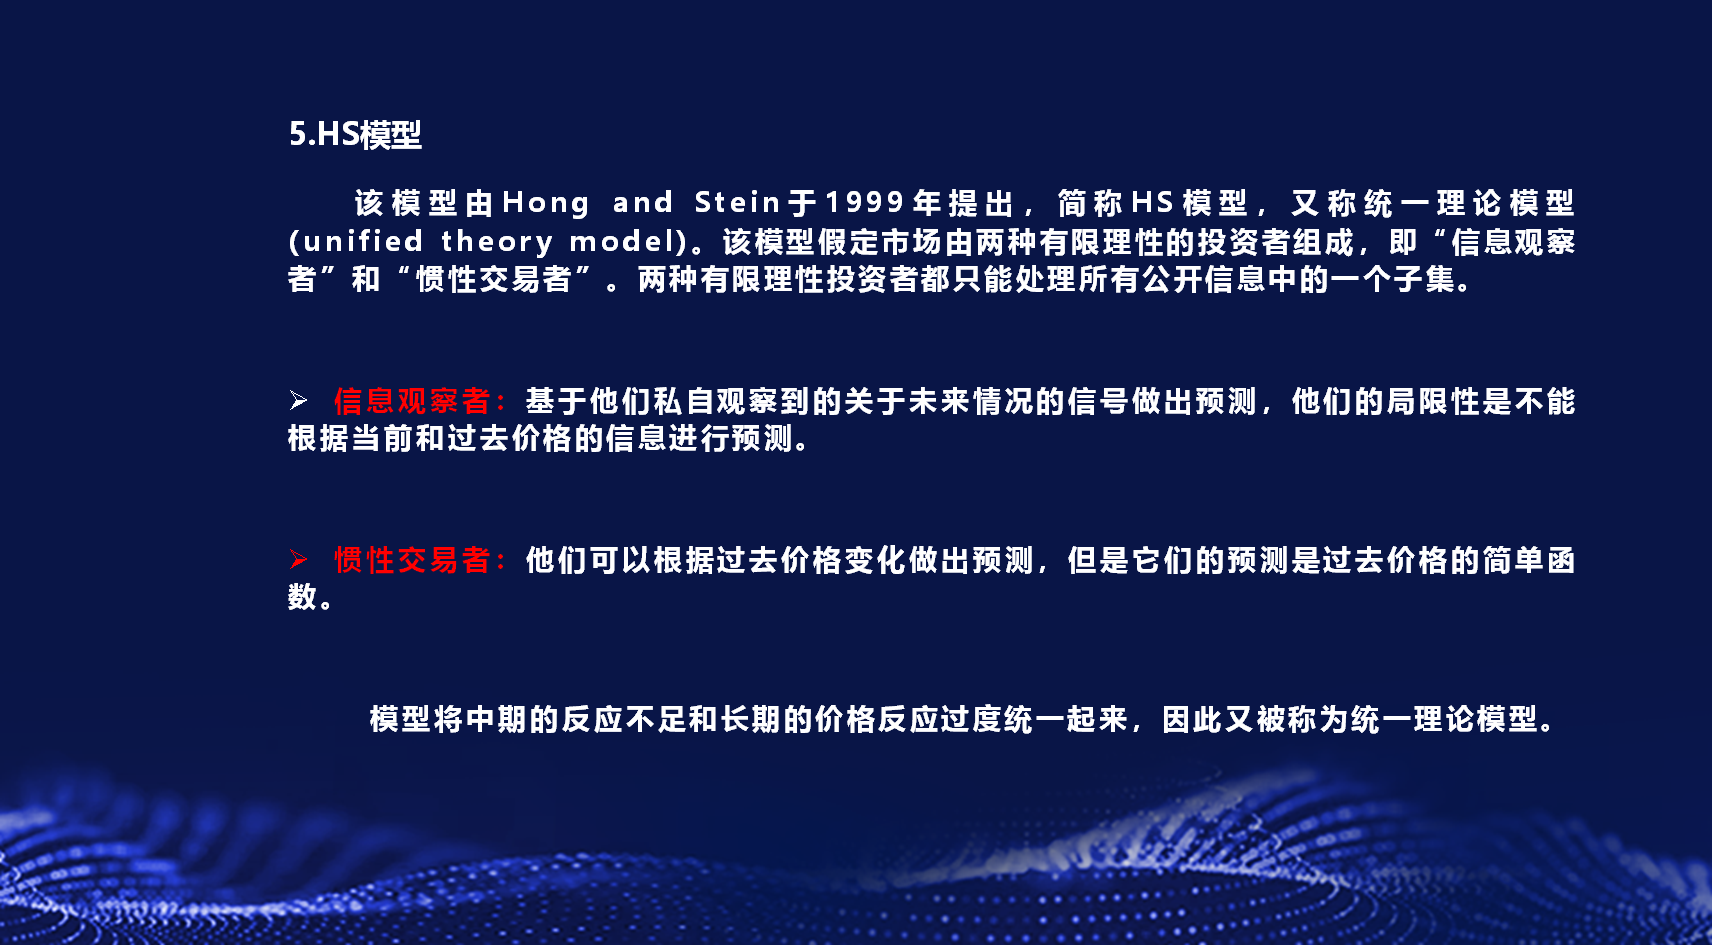 5.HS模型
该模型由Hong and Stein于1999年提出，简称HS模型，又称统一理论模型
(unified theory model)。该模型假定市场由两种有限理性的投资者组成，即“信息观察
者”和“惯性交易者”。两种有限理性投资者都只能处理所有公开信息中的一个子集。
➢ 信息观察者：基于他们私自观察到的关于未来情况的信号做出预测，他们的局限性是不能
根据当前和过去价格的信息进行预测。
➢ 惯性交易者：他们可以根据过去价格变化做出预测，但是它们的预测是过去价格的简单函
数。
模型将中期的反应不足和长期的价格反应过度统一起来，因此又被称为统一理论模型。